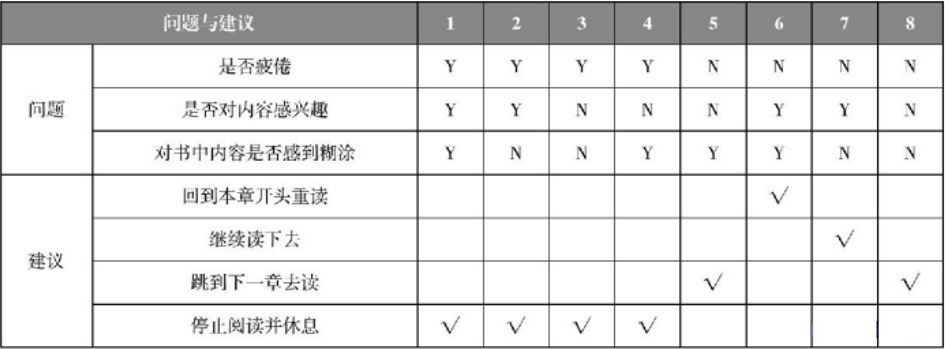 问题与建议 1 2 3 4 5 6 7 8
问题
是否疲倦 Y Y Y Y N N N N
是否对内容感兴趣 Y Y N N N Y Y N
对书中内容是否感到糊涂 Y N N Y Y Y N N
建议
回到本章开头重读 √
继续读下去 √
跳到下一章去读 √ √
停止阅读并休息 √ √ √ √